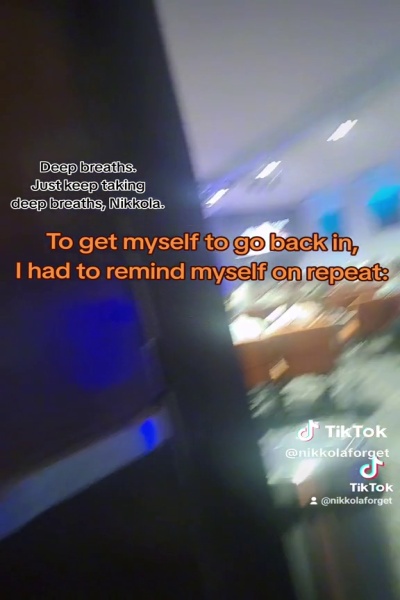 Deep breaths.
Just keep taking
deep breaths, Nikkola.
To get myself to go back in,
I had to remind myself on repeat:
TikTok
@nikkolaforget
TikTok
@nikkolaforget